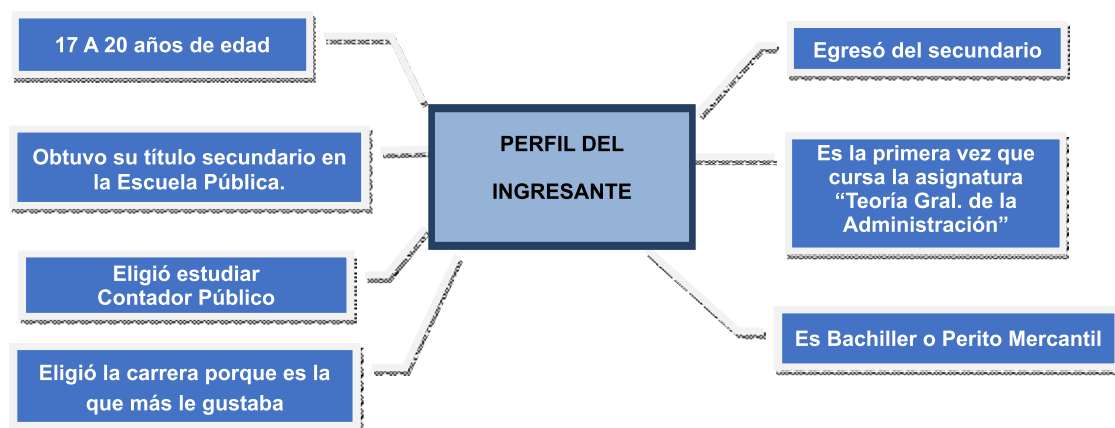 17 A 20 años de edad
Obtuvo su título secundario en
la Escuela Pública.
Eligió estudiar
Contador Público
Eligió la carrera porque es la
que más le gustaba
PERFIL DEL
INGRESANTE
Egresó del secundario
Es la primera vez que
cursa la asignatura
“Teoría Gral. de la
Administración”
Es Bachiller o Perito Mercantil